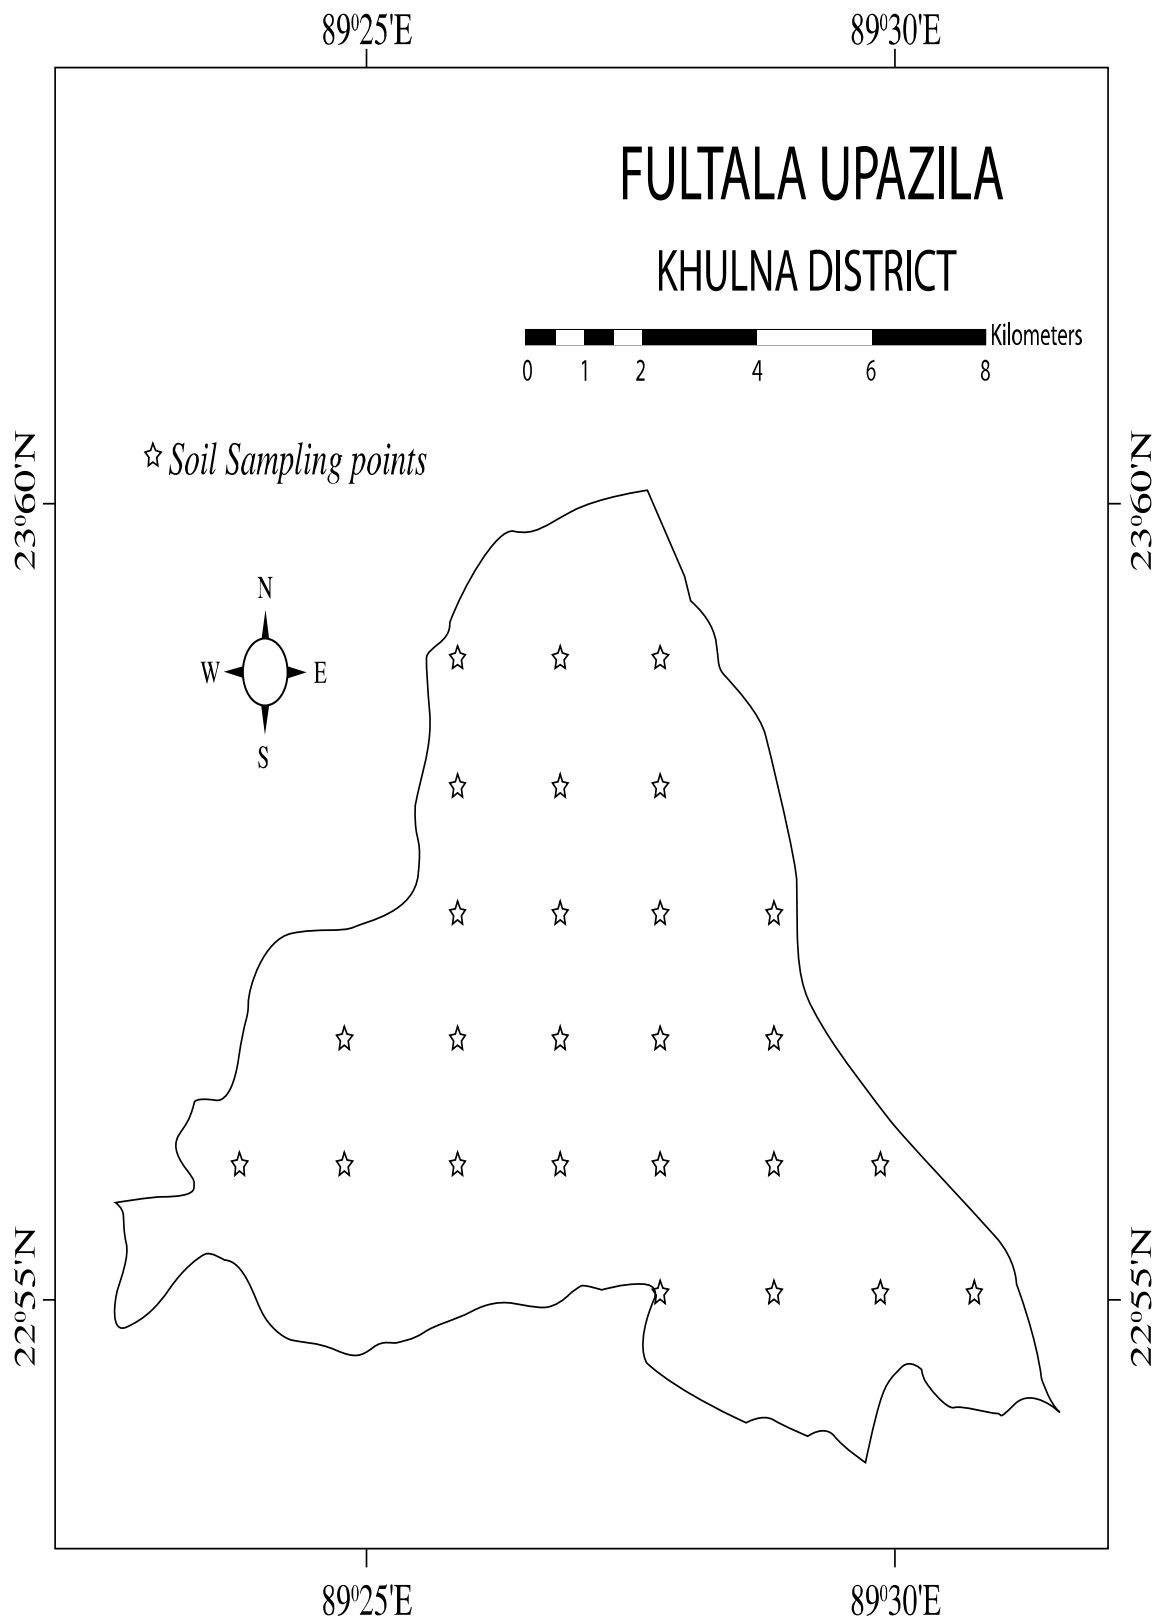 89⁰25'E 89⁰30'E
FULTALA UPAZILA
KHULNA DISTRICT
Kilometers
0 1 2 4 6 8
Soil Sampling points
23⁰60'N 23⁰60'N
N
W E
S
22⁰55'N 22⁰55'N
89⁰25'E 89⁰30'E